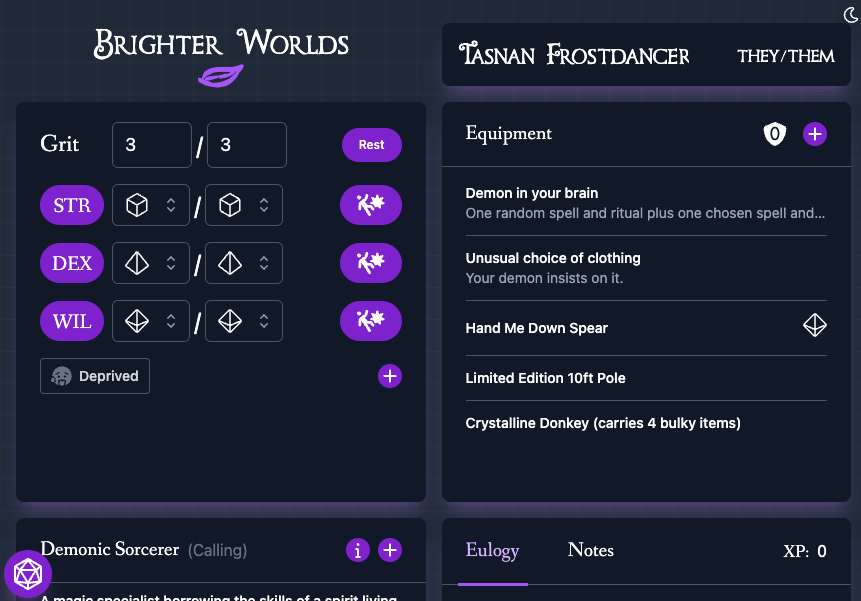 Brighter Worlds
Tasnan Frostdancer they/them
Grit 3 / 3 Rest
STR /
DEX /
WIL /
Deprived
Equipment 0
Demon in your brain
One random spell and ritual plus one chosen spell and...
Unusual choice of clothing
Your demon insists on it.
Hand Me Down Spear
Limited Edition 10ft Pole
Crystalline Donkey (carries 4 bulky items)
Demonic Sorcerer (Calling) i
A magic specialist borrowing the skills of a spirit living
Eulogy Notes XP: 0